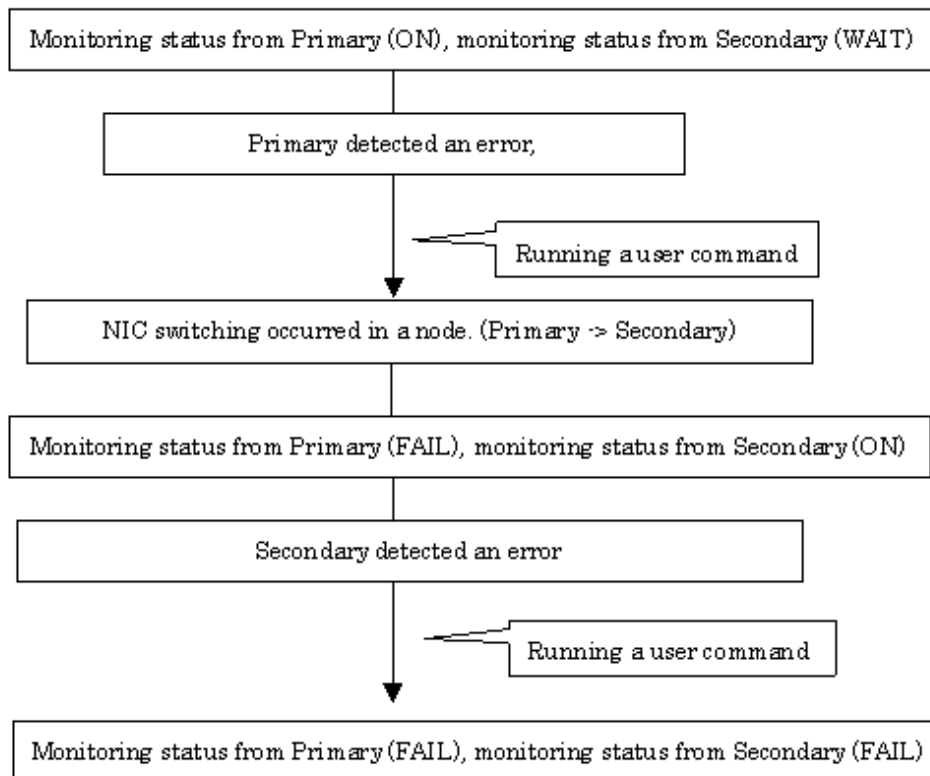 Monitoring status from Primary (ON), monitoring status from Secondary (WAIT)
Primary detected an error,
Running a user command
NIC switching occurred in a node. (Primary -> Secondary)
Monitoring status from Primary (FAIL), monitoring status from Secondary (ON)
Secondary detected an error
Running a user command
Monitoring status from Primary (FAIL), monitoring status from Secondary (FAIL)